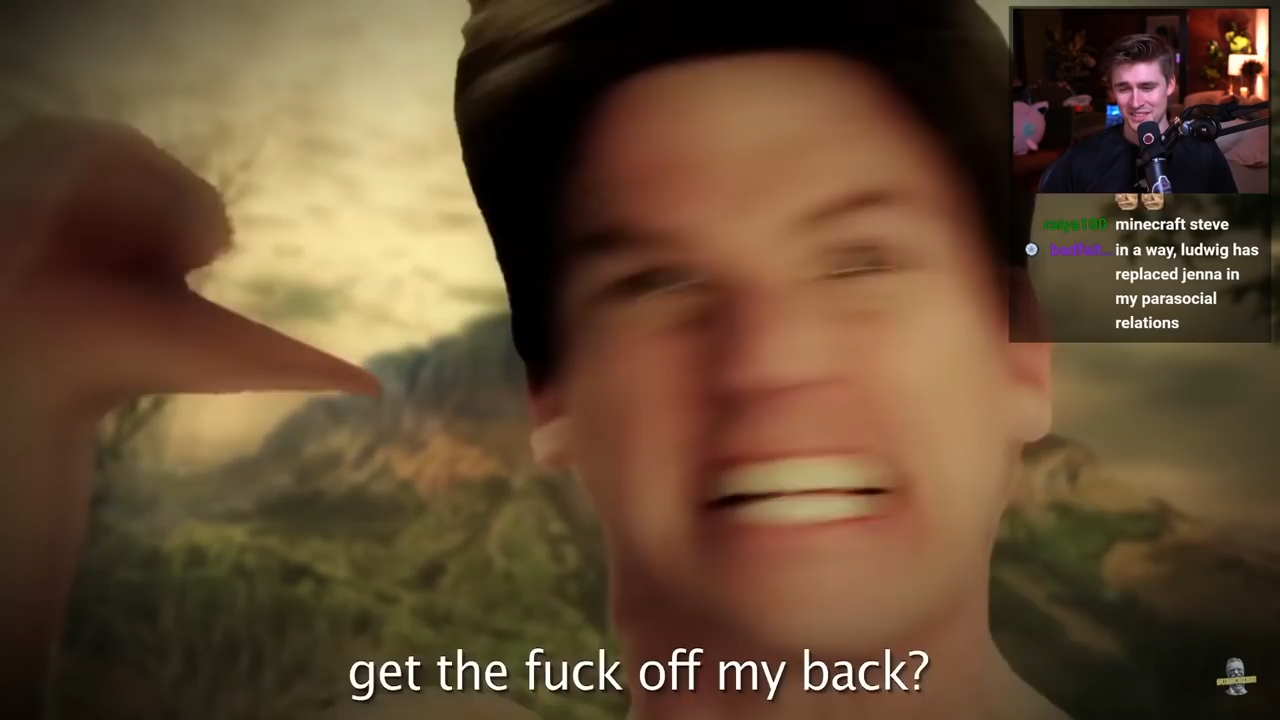 minecraft steve
in a way, ludwig has
replaced jenna in
my parasocial
relations
get the fuck off my back?